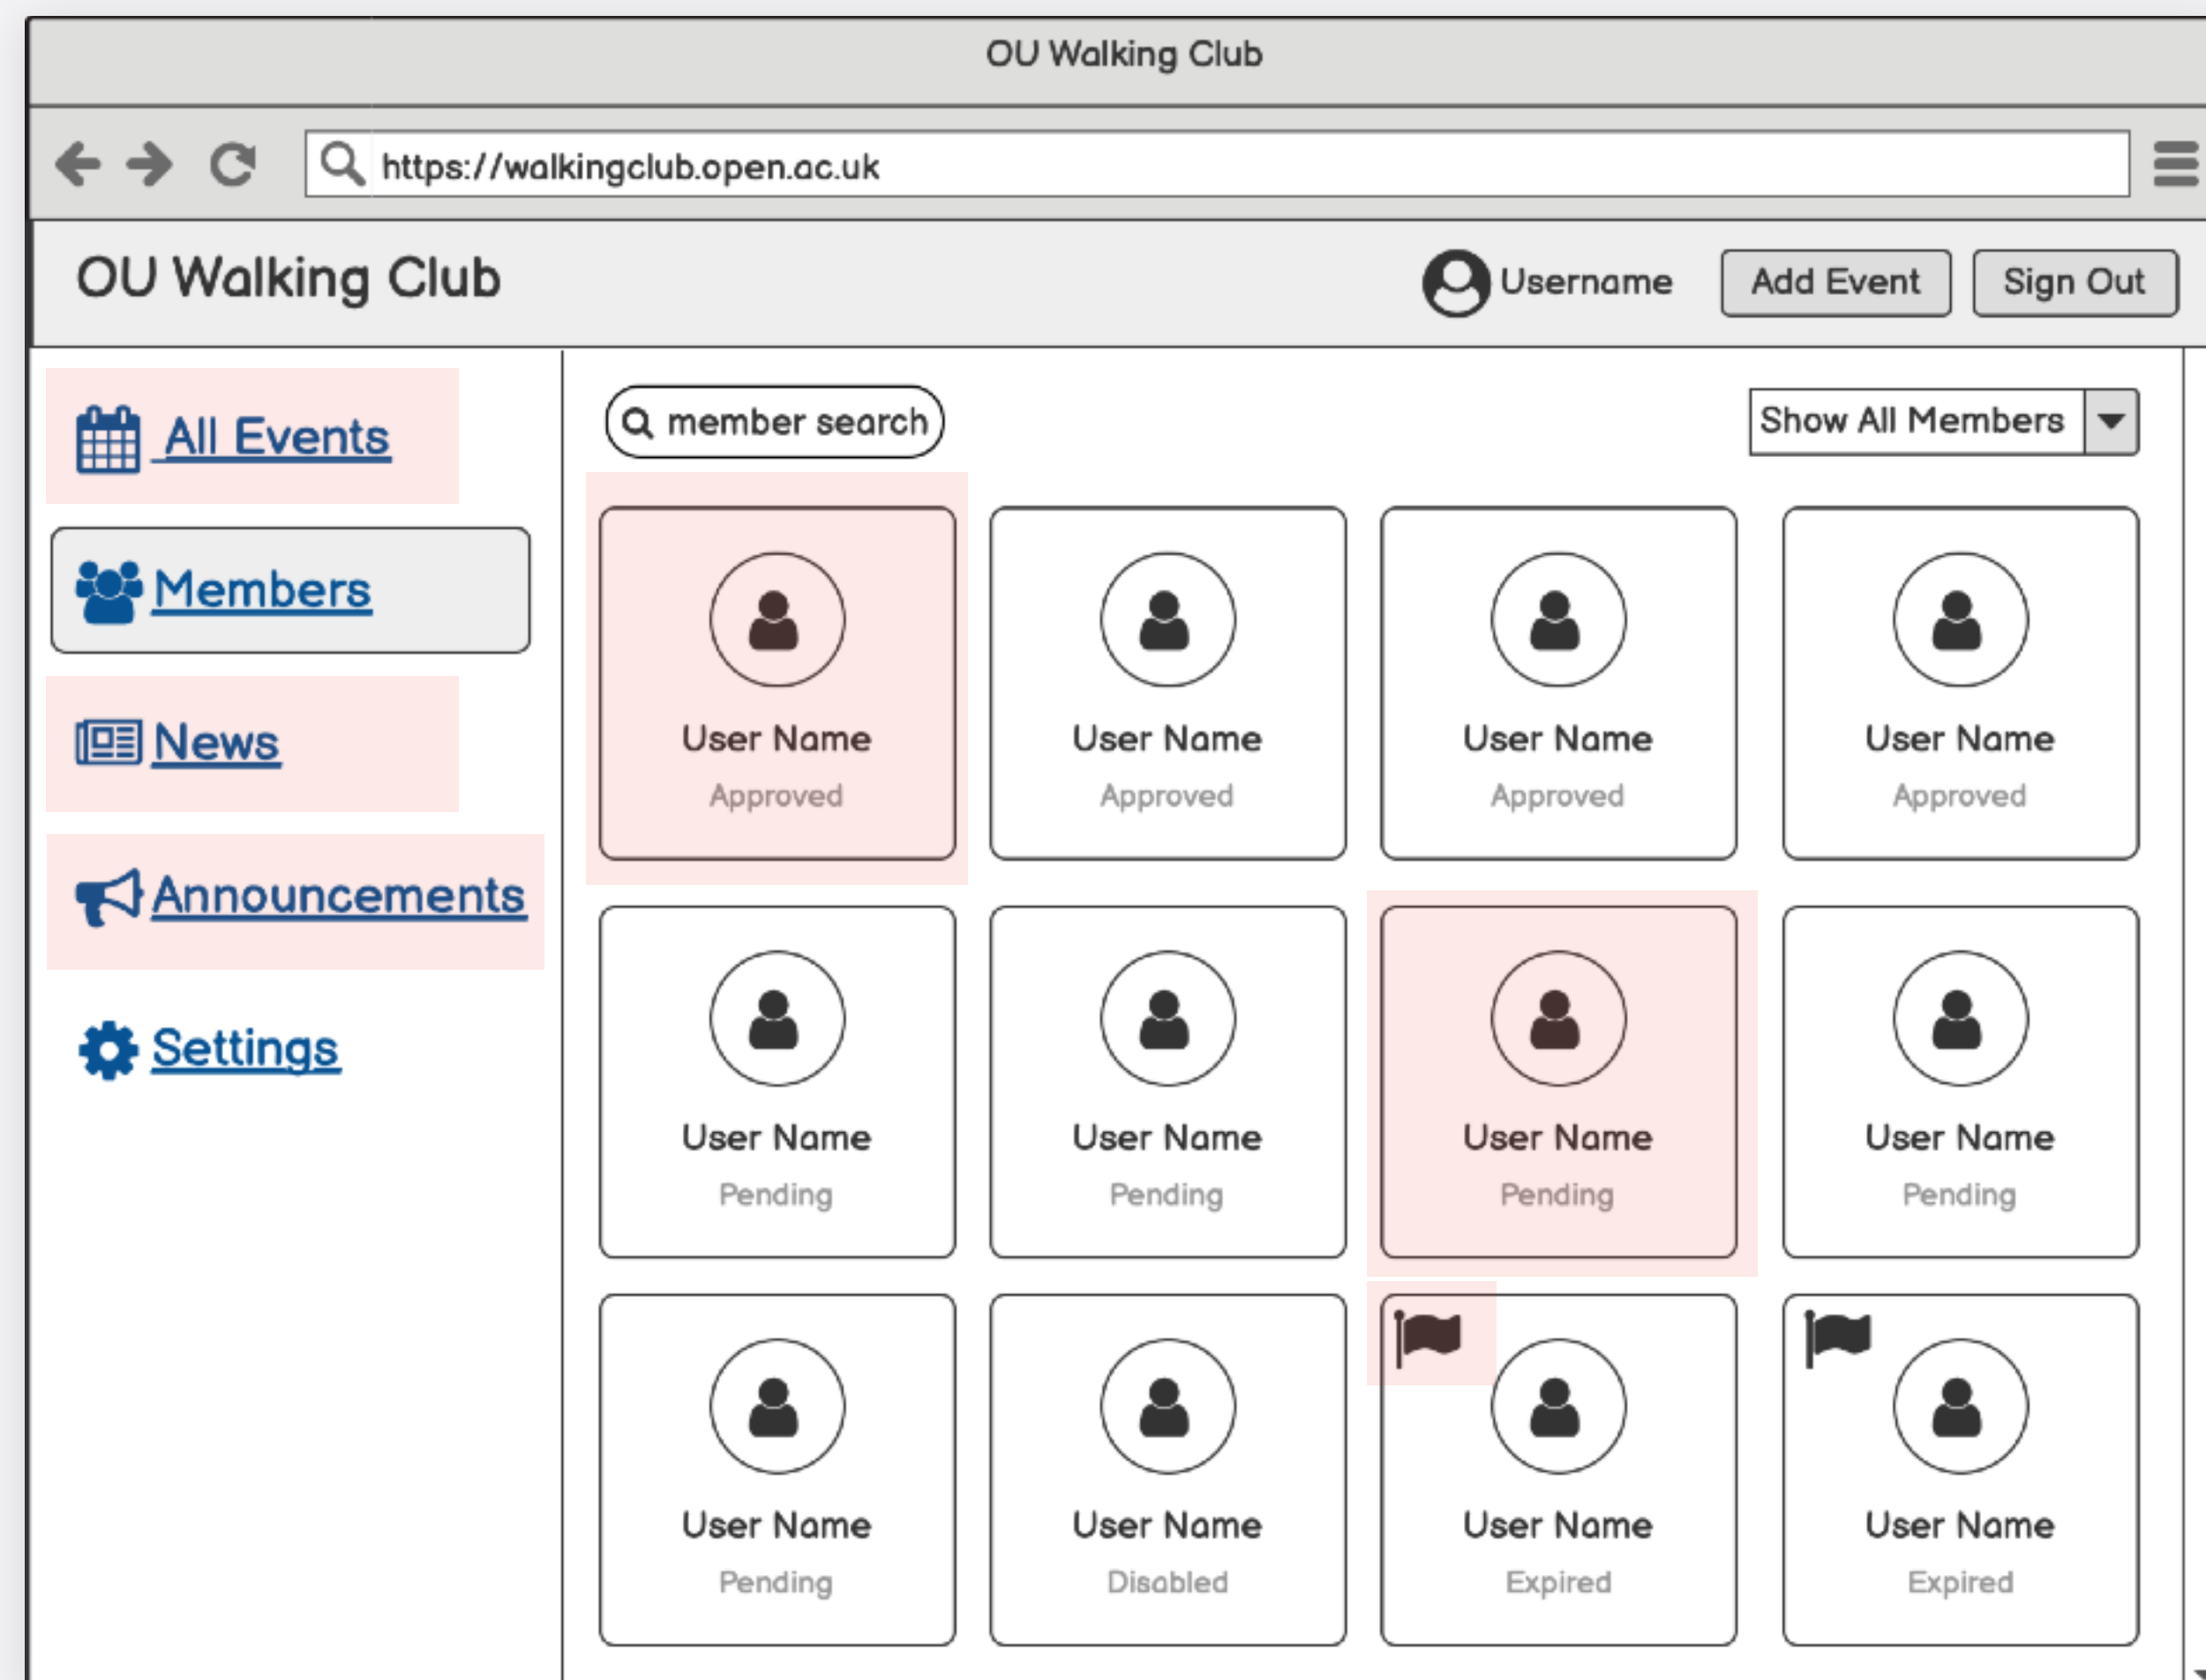 OU Walking Club
https://walkingclub.open.ac.uk
OU Walking Club
Username
Add Event
Sign Out
All Events
Members
News
Announcements
Settings
member search
Show All Members
User Name
Approved
User Name
Approved
User Name
Approved
User Name
Approved
User Name
Pending
User Name
Pending
User Name
Pending
User Name
Pending
User Name
Pending
User Name
Disabled
User Name
Expired
User Name
Expired